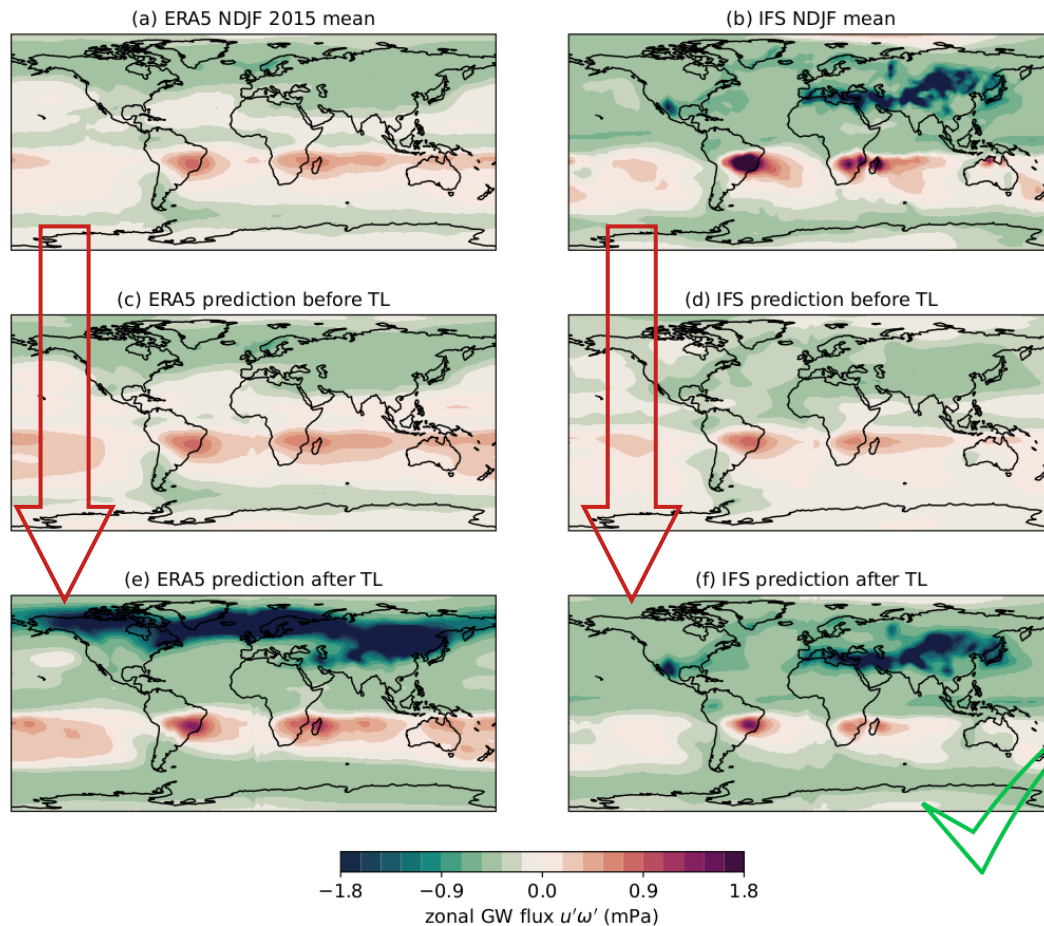 (a) ERA5 NDJF 2015 mean
(b) IFS NDJF mean
(c) ERA5 prediction before TL
(d) IFS prediction before TL
(e) ERA5 prediction after TL
(f) IFS prediction after TL
−1.8 −0.9 0.0 0.9 1.8
zonal GW flux u′ω′ (mPa)